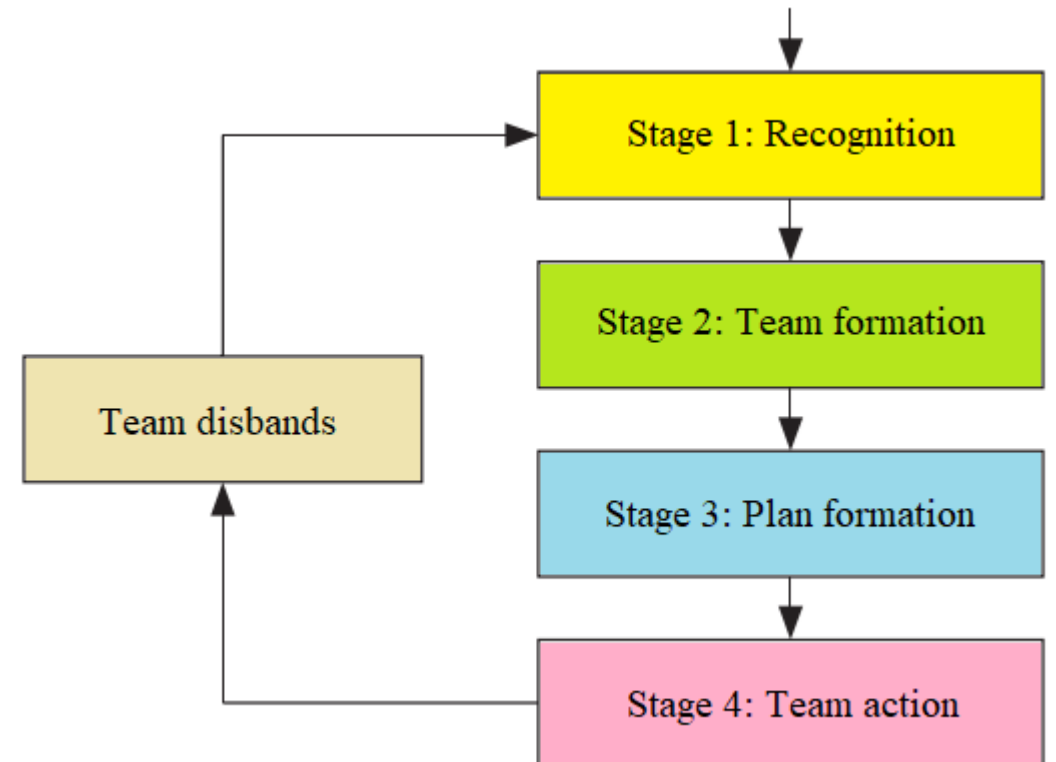 Stage 1: Recognition
Stage 2: Team formation
Team disbands
Stage 3: Plan formation
Stage 4: Team action